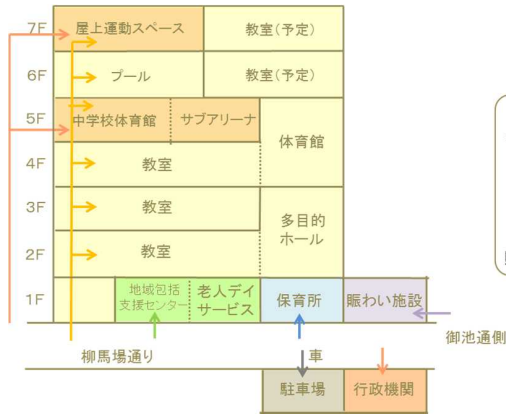 7F 屋上運動スペース 教室(予定)
6F プール 教室(予定)
5F 中学校体育館 サブアリーナ
体育館
4F 教室
3F 教室
多目的
ホール
2F 教室
1F 地域包括
支援センター 老人デイ
サービス 保育所 賑わい施設
御池通側
柳馬場通り 車
駐車場 行政機関